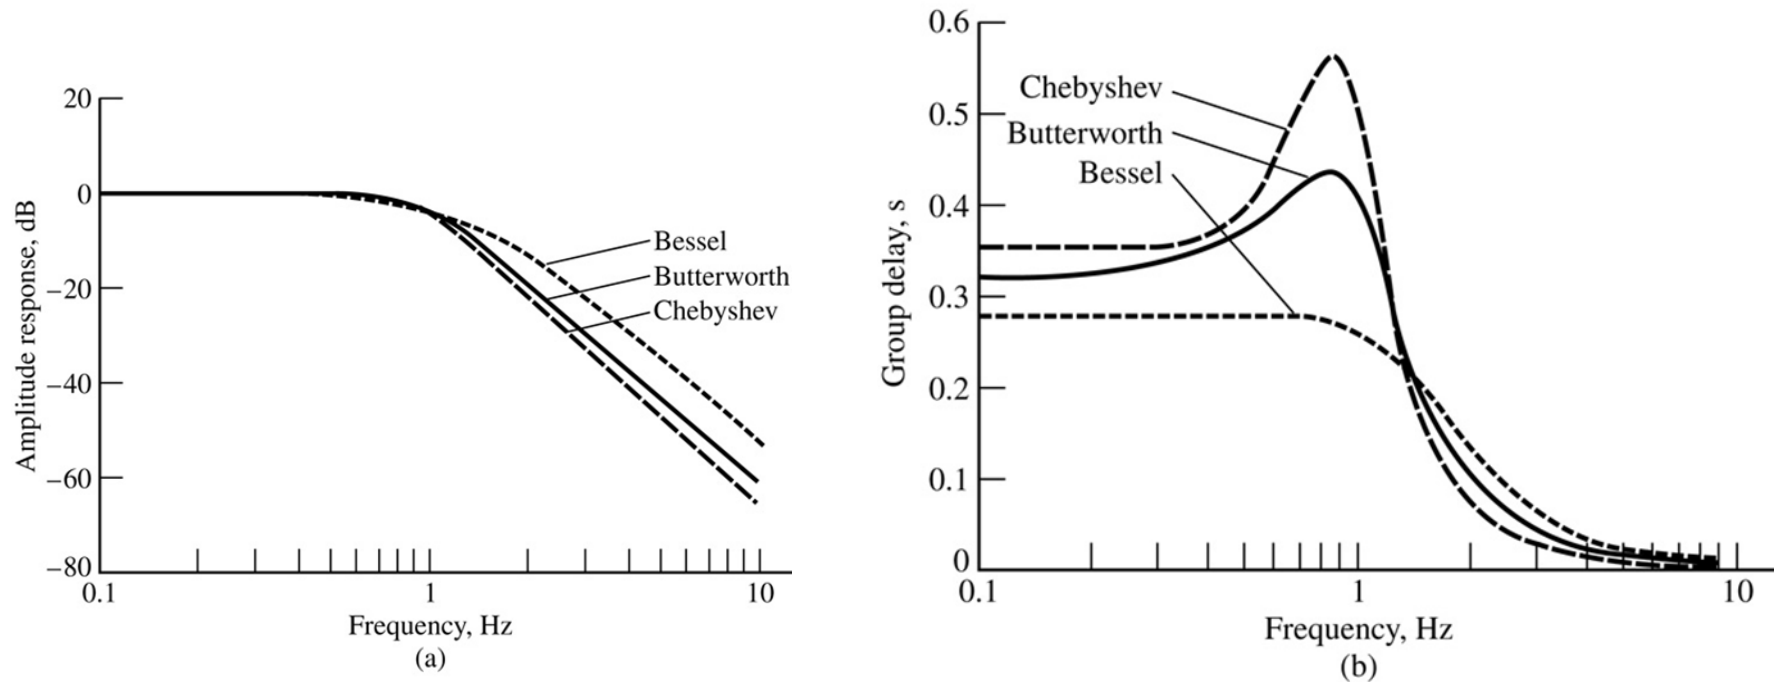 20
0
−20
−40
−60
−80
Amplitude response, dB
Bessel
Butterworth
Chebyshev
0.1
1
10
Frequency, Hz
(a)
0.6
0.5
0.4
0.3
0.2
0.1
0
Group delay, s
Chebyshev
Butterworth
Bessel
0.1
1
10
Frequency, Hz
(b)